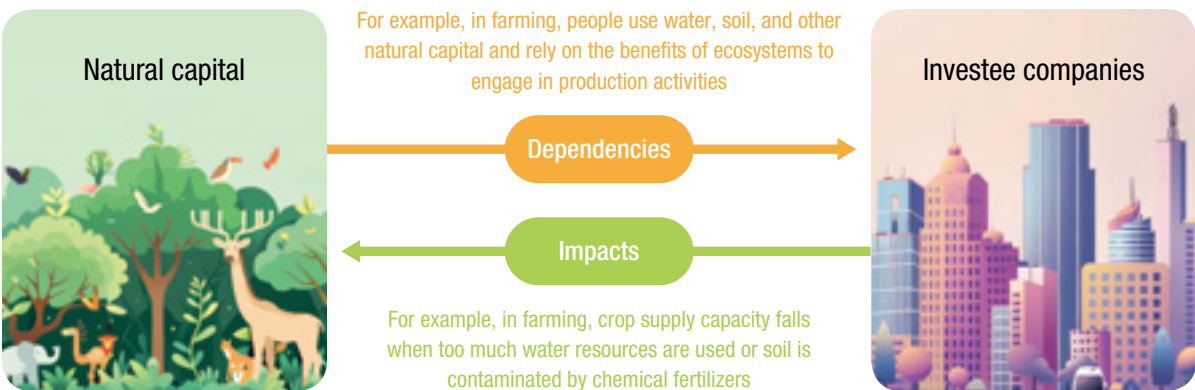 Natural capital
For example, in farming, people use water, soil, and other
natural capital and rely on the benefits of ecosystems to
engage in production activities
Investee companies
Dependencies
Impacts
For example, in farming, crop supply capacity falls
when too much water resources are used or soil is
contaminated by chemical fertilizers